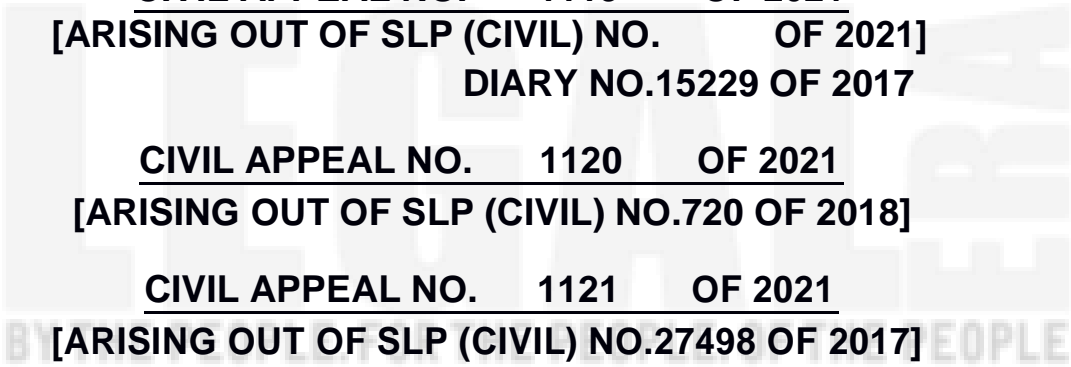 [ARISING OUT OF SLP (CIVIL) NO. OF 2021]
DIARY NO.15229 OF 2017
CIVIL APPEAL NO. 1120 OF 2021
[ARISING OUT OF SLP (CIVIL) NO.720 OF 2018]
CIVIL APPEAL NO. 1121 OF 2021
[ARISING OUT OF SLP (CIVIL) NO.27498 OF 2017]
LEGAL ERA